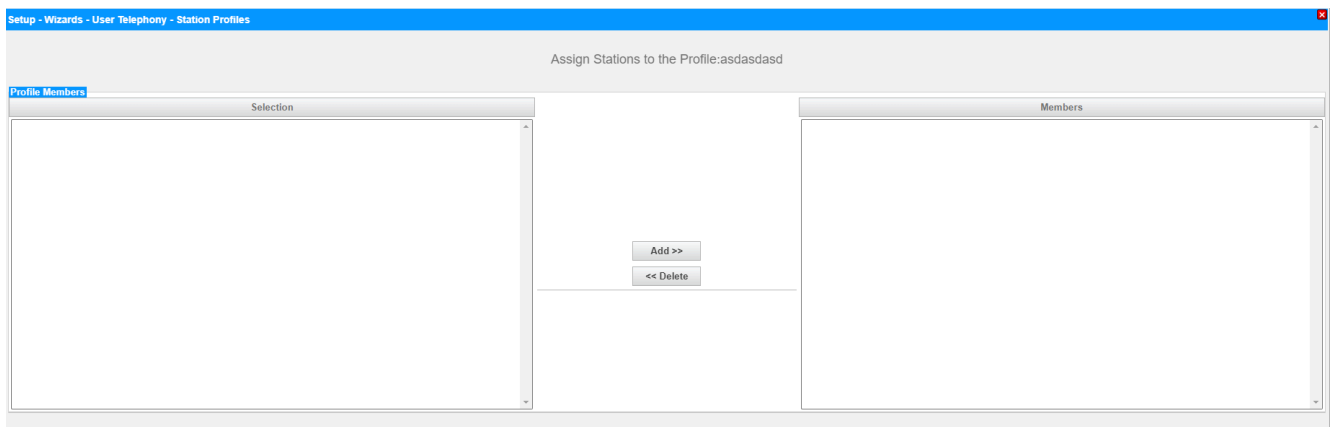 Setup - Wizards - User Telephony - Station Profiles
Assign Stations to the Profile:asdasdasd
Profile Members
Selection
Members
Add >>
<< Delete